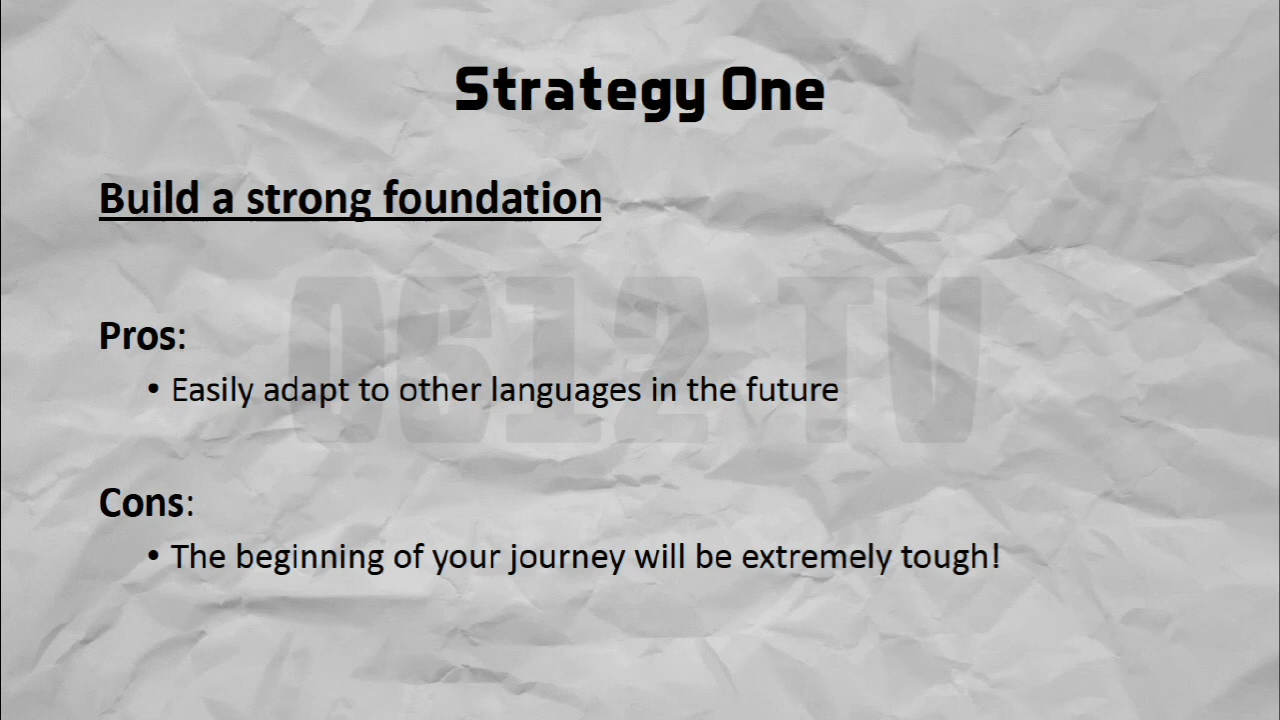 Strategy One
Build a strong foundation
0612 TV
Pros:
• Easily adapt to other languages in the future
Cons:
• The beginning of your journey will be extremely tough!